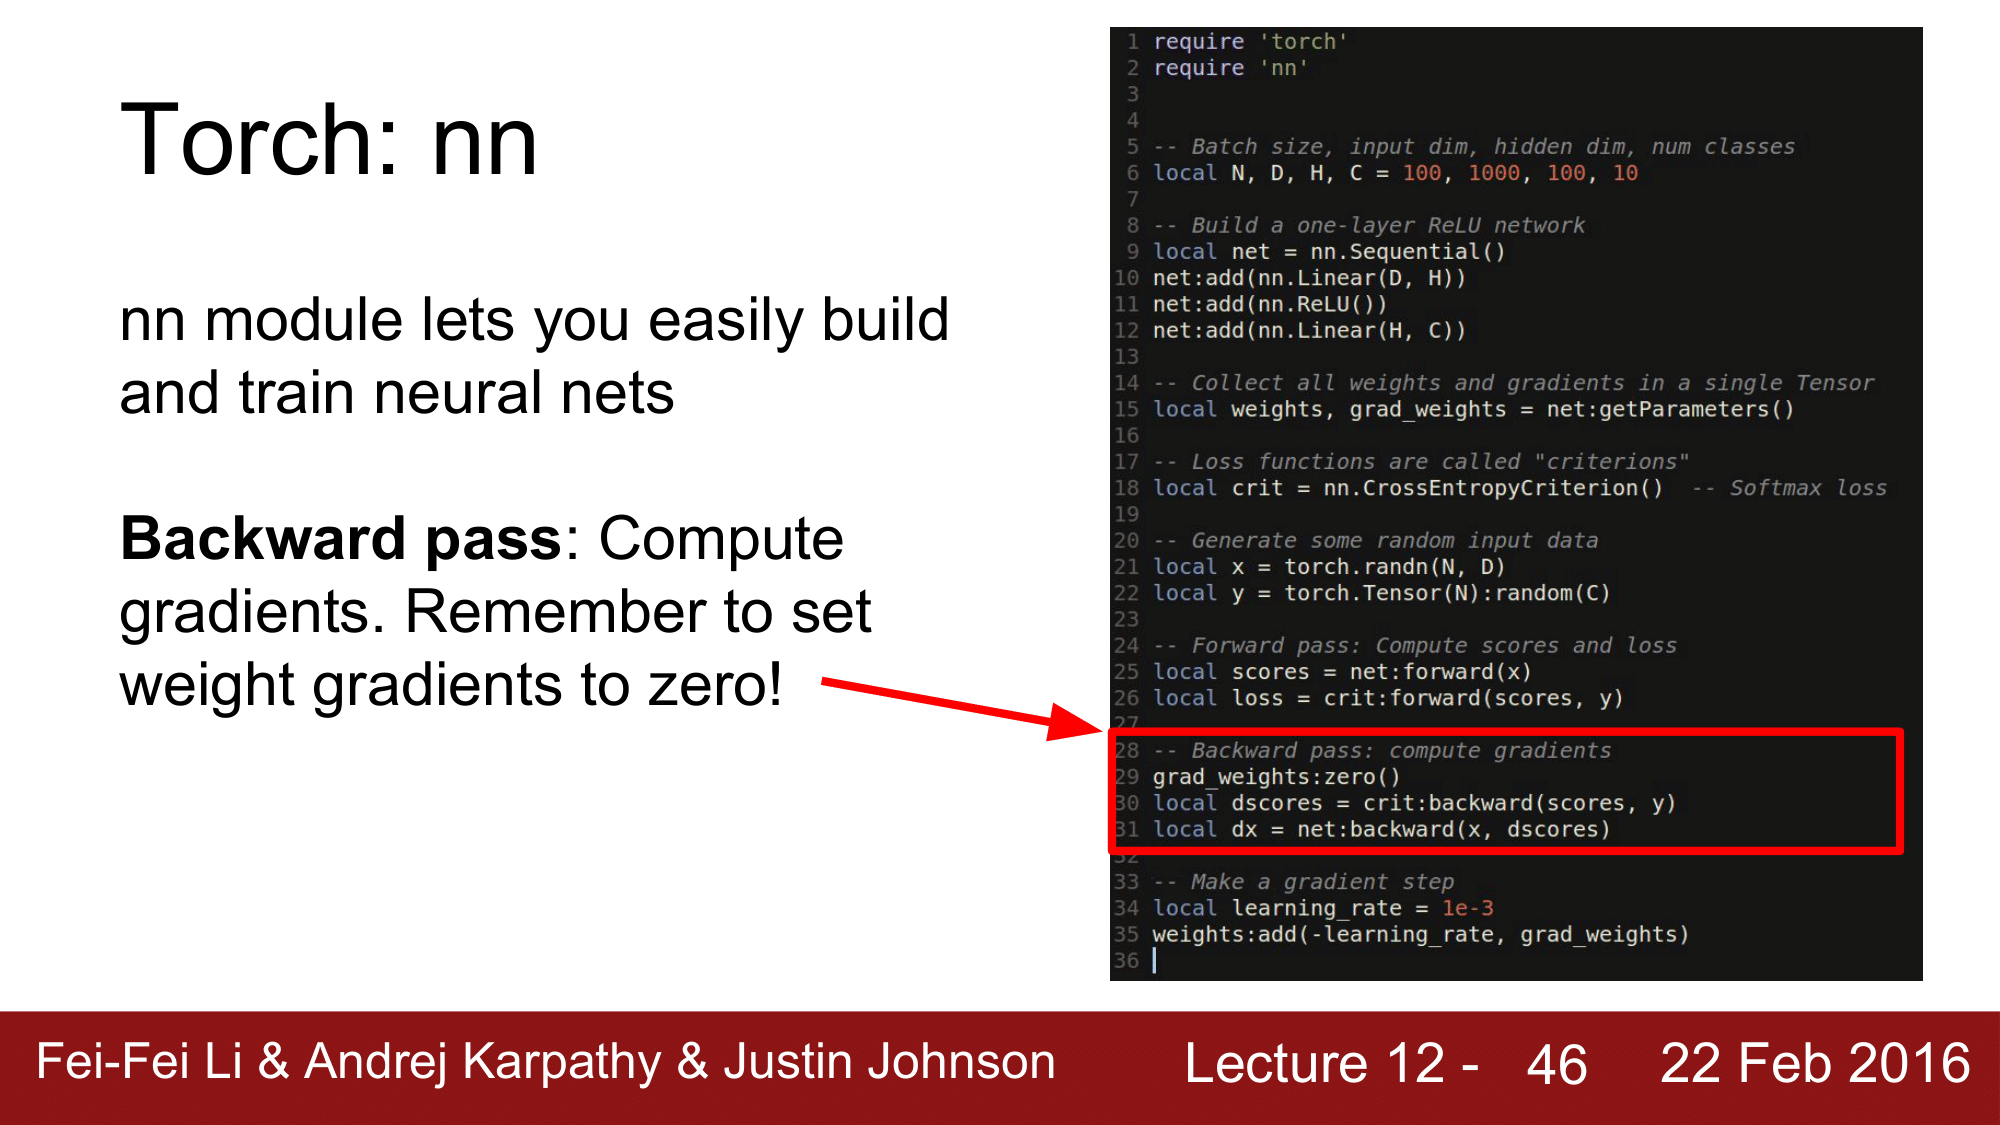 Torch: nn
nn module lets you easily build
and train neural nets
Backward pass: Compute
gradients. Remember to set
weight gradients to zero!
1 require 'torch'
2 require 'nn'
3
4
5 -- Batch size, input dim, hidden dim, num classes
6 local N, D, H, C = 100, 1000, 100, 10
7
8 -- Build a one-layer ReLU network
9 local net = nn.Sequential()
10 net:add(nn.Linear(D, H))
11 net:add(nn.ReLU())
12 net:add(nn.Linear(H, C))
13
14 -- Collect all weights and gradients in a single Tensor
15 local weights, grad_weights = net:getParameters()
16
17 -- Loss functions are called "criterions"
18 local crit = nn.CrossEntropyCriterion()  -- Softmax loss
19
20 -- Generate some random input data
21 local x = torch.randn(N, D)
22 local y = torch.Tensor(N):random(C)
23
24 -- Forward pass: Compute scores and loss
25 local scores = net:forward(x)
26 local loss = crit:forward(scores, y)
27
28 -- Backward pass: compute gradients
29 grad_weights:zero()
30 local dscores = crit:backward(scores, y)
31 local dx = net:backward(x, dscores)
32
33 -- Make a gradient step
34 local learning_rate = 1e-3
35 weights:add(-learning_rate, grad_weights)
36
Fei-Fei Li & Andrej Karpathy & Justin Johnson Lecture 12 - 46 22 Feb 2016